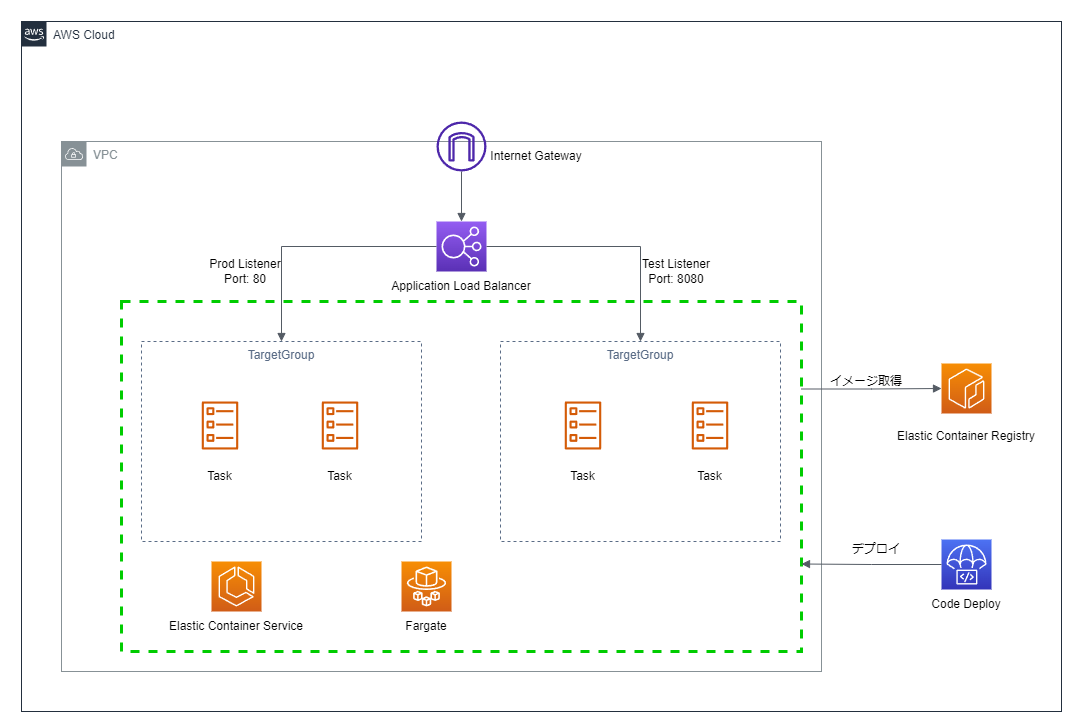 aws
AWS Cloud
VPC
Internet Gateway
Prod Listener
Port: 80
Test Listener
Port: 8080
Application Load Balancer
TargetGroup
TargetGroup
イメージ取得
Task
Task
Task
Task
Elastic Container Registry
デプロイ
Elastic Container Service
Fargate
</>
Code Deploy